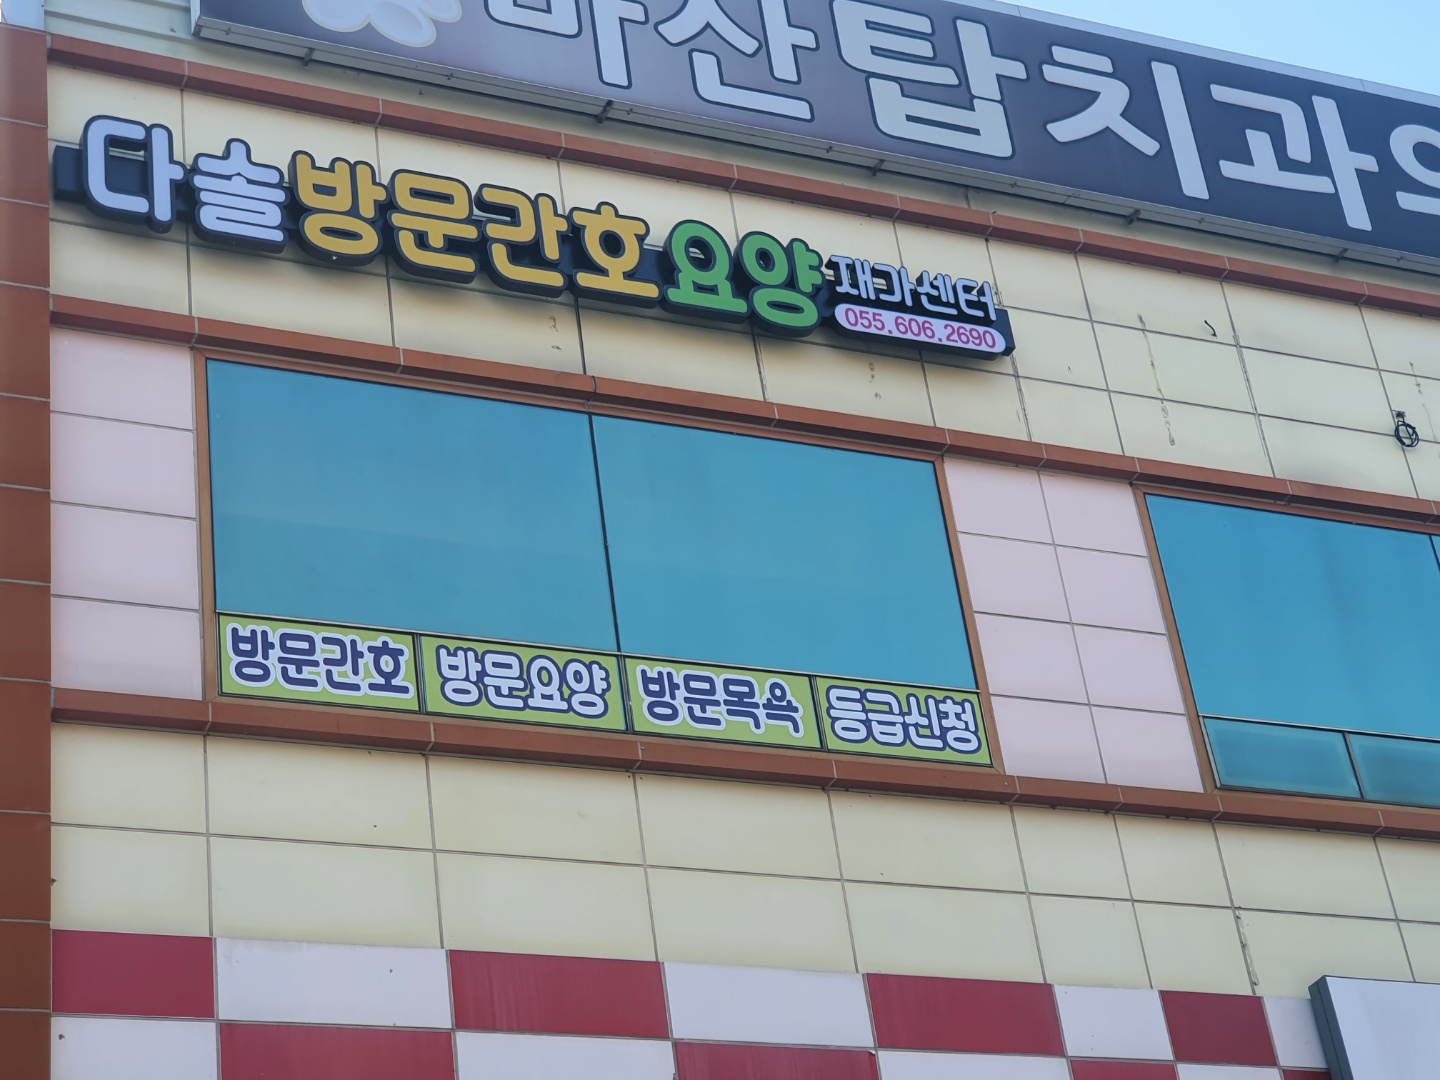 마산탑치과의
다솔방문간호요양재가센터
055.606.2690
방문간호 방문요양 방문목욕 등급신청